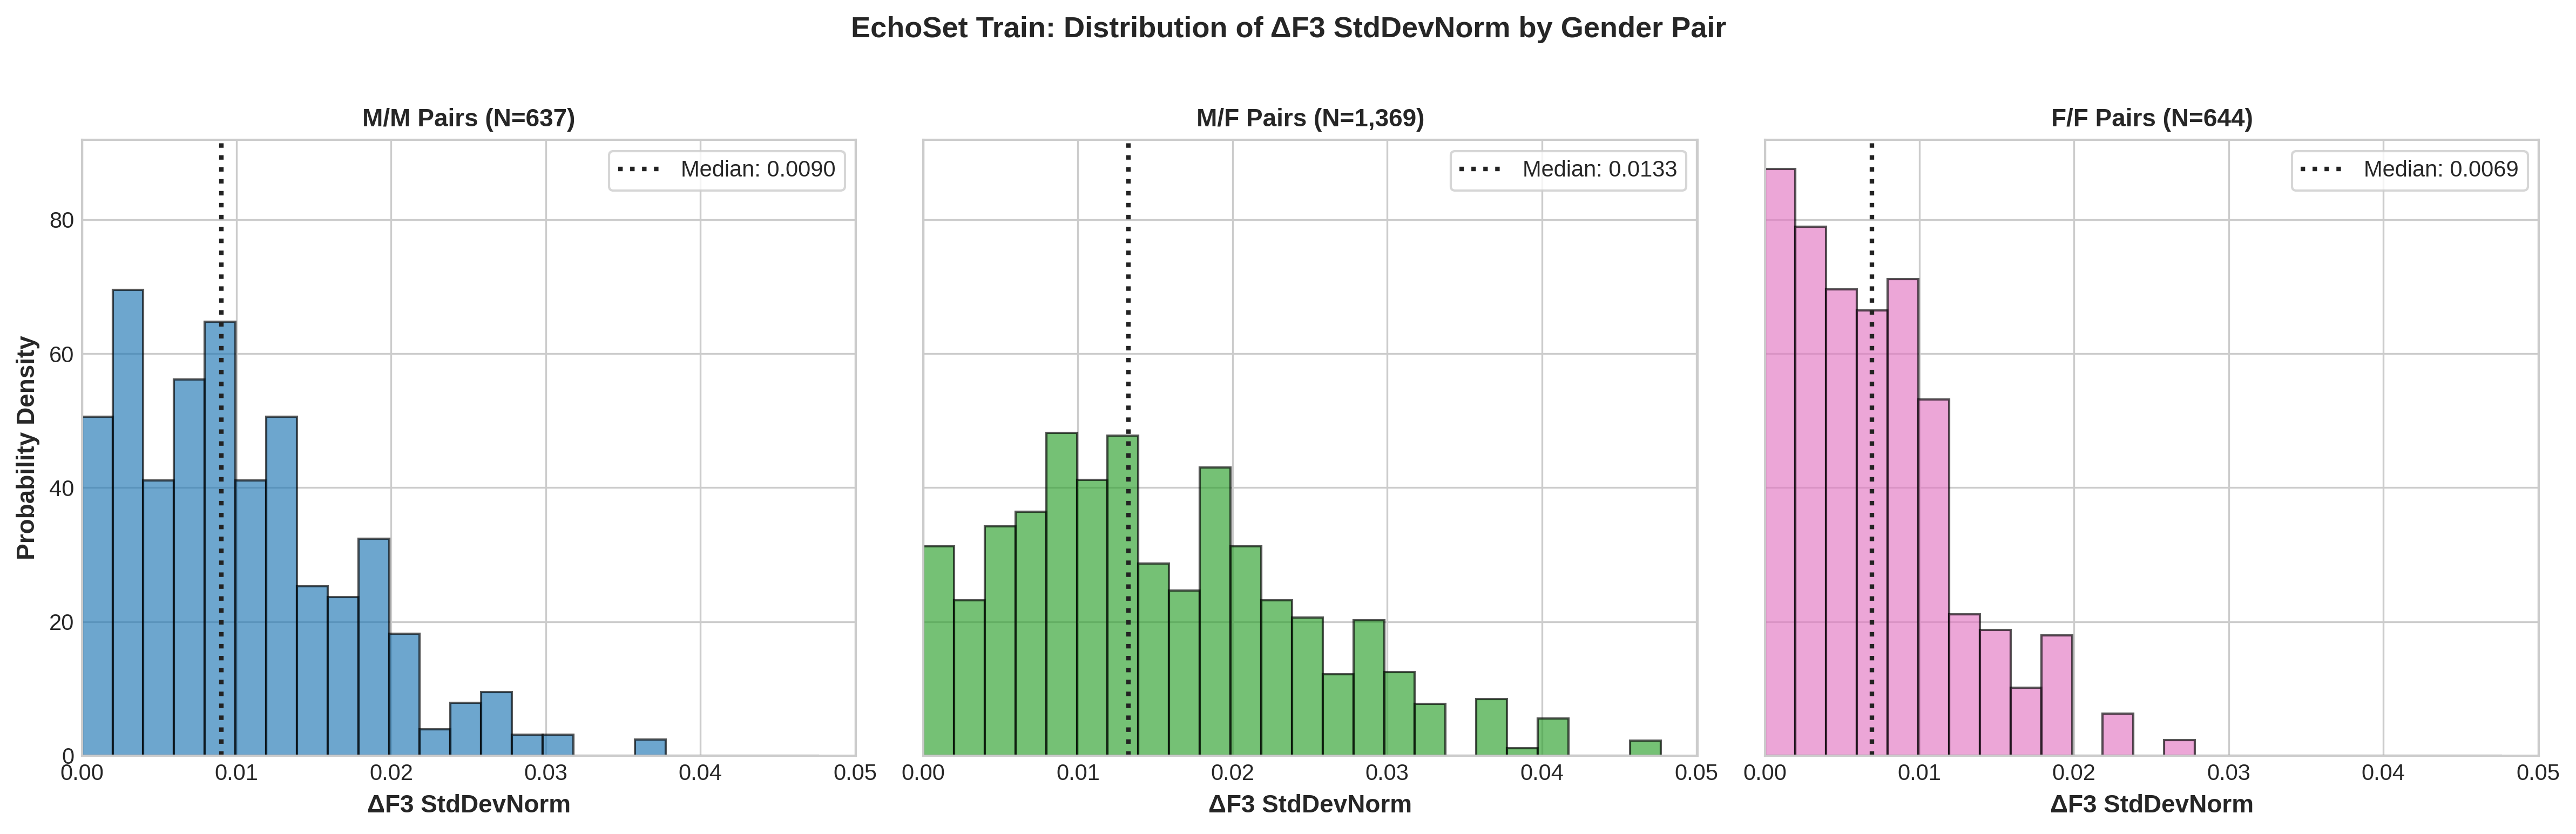 EchoSet Train: Distribution of ΔF3 StdDevNorm by Gender Pair
M/M Pairs (N=637)
Median: 0.0090
Probability Density
80
60
40
20
0
0.00 0.01 0.02 0.03 0.04 0.05
ΔF3 StdDevNorm
M/F Pairs (N=1,369)
Median: 0.0133
0.00 0.01 0.02 0.03 0.04 0.05
ΔF3 StdDevNorm
F/F Pairs (N=644)
Median: 0.0069
0.00 0.01 0.02 0.03 0.04 0.05
ΔF3 StdDevNorm